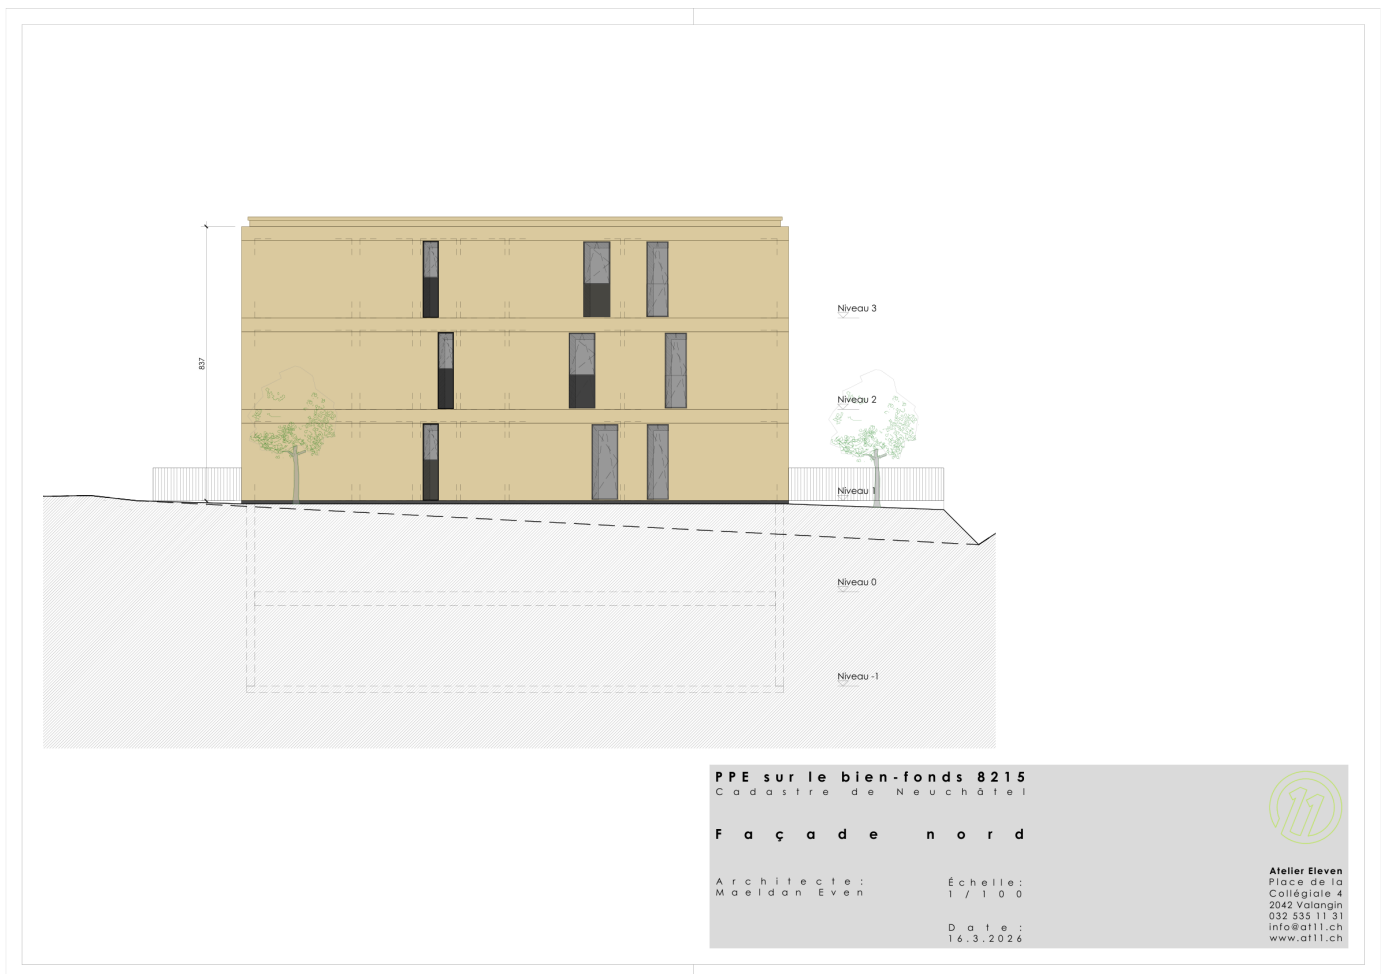 837
Niveau 3
Niveau 2
Niveau 1
Niveau 0
Niveau -1
PPE sur le bien-fonds 8215
Cadastre de Neuchâtel
Façade nord
Architecte:
Maeldan Even
Échelle:
1/100
Date:
16.3.2026
11
Atelier Eleven
Place de la
Collégiale 4
2042 Valangin
032 535 11 31
info@at11.ch
www.at11.ch